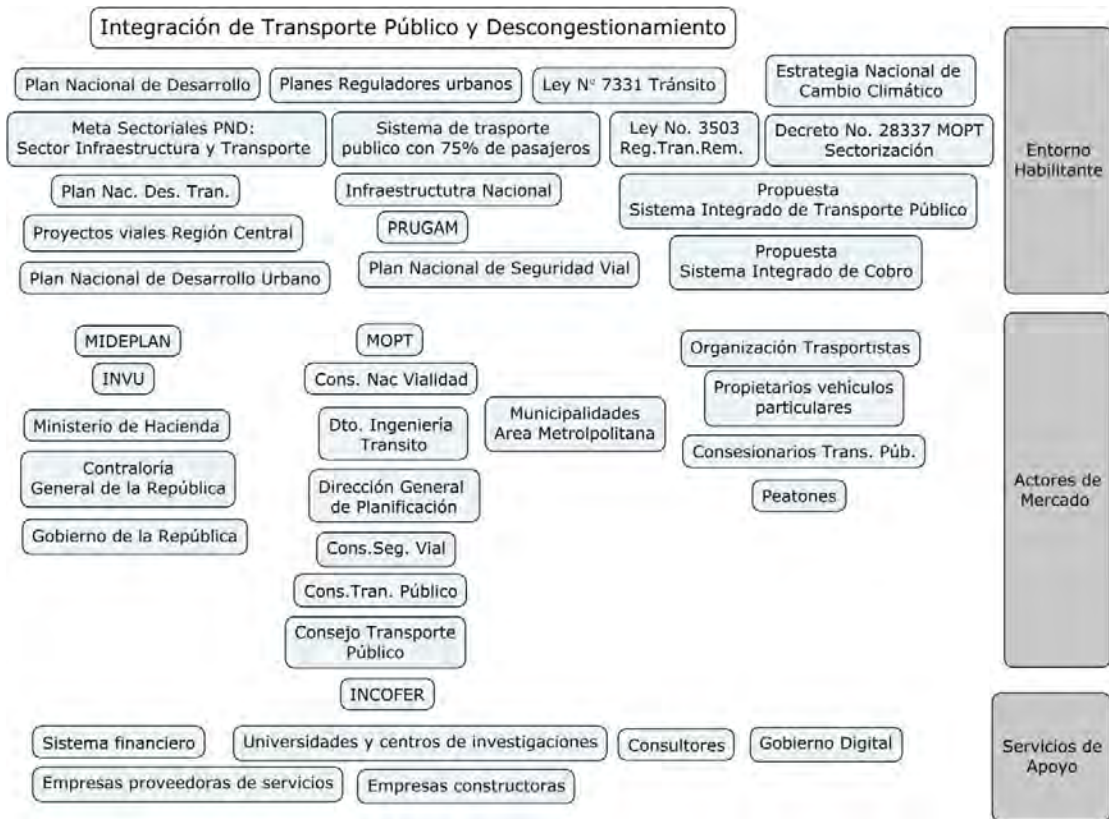 Integración de Transporte Público y Descongestionamiento
Plan Nacional de Desarrollo
Planes Reguladores urbanos
Ley Nº 7331 Tránsito
Estrategia Nacional de
Cambio Climático
Meta Sectoriales PND:
Sector Infraestructura y Transporte
Sistema de trasporte
publico con 75% de pasajeros
Ley No. 3503
Reg.Tran.Rem.
Decreto No. 28337 MOPT
Sectorización
Plan Nac. Des. Tran.
Infraestructutra Nacional
Propuesta
Sistema Integrado de Transporte Público
Proyectos viales Región Central
PRUGAM
Plan Nacional de Desarrollo Urbano
Plan Nacional de Seguridad Vial
Propuesta
Sistema Integrado de Cobro
Entorno
Habilitante
MIDEPLAN
INVU
Ministerio de Hacienda
Contraloría
General de la República
Gobierno de la República
MOPT
Cons. Nac Vialidad
Dto. Ingeniería
Transito
Dirección General
de Planificación
Cons.Seg. Vial
Cons.Tran. Público
Consejo Transporte
Público
INCOFER
Municipalidades
Area Metrolpolitana
Organización Trasportistas
Propietarios vehículos
particulares
Consesionarios Trans. Púb.
Peatones
Actores de
Mercado
Sistema financiero
Universidades y centros de investigaciones
Consultores
Gobierno Digital
Empresas proveedoras de servicios
Empresas constructoras
Servicios de
Apoyo